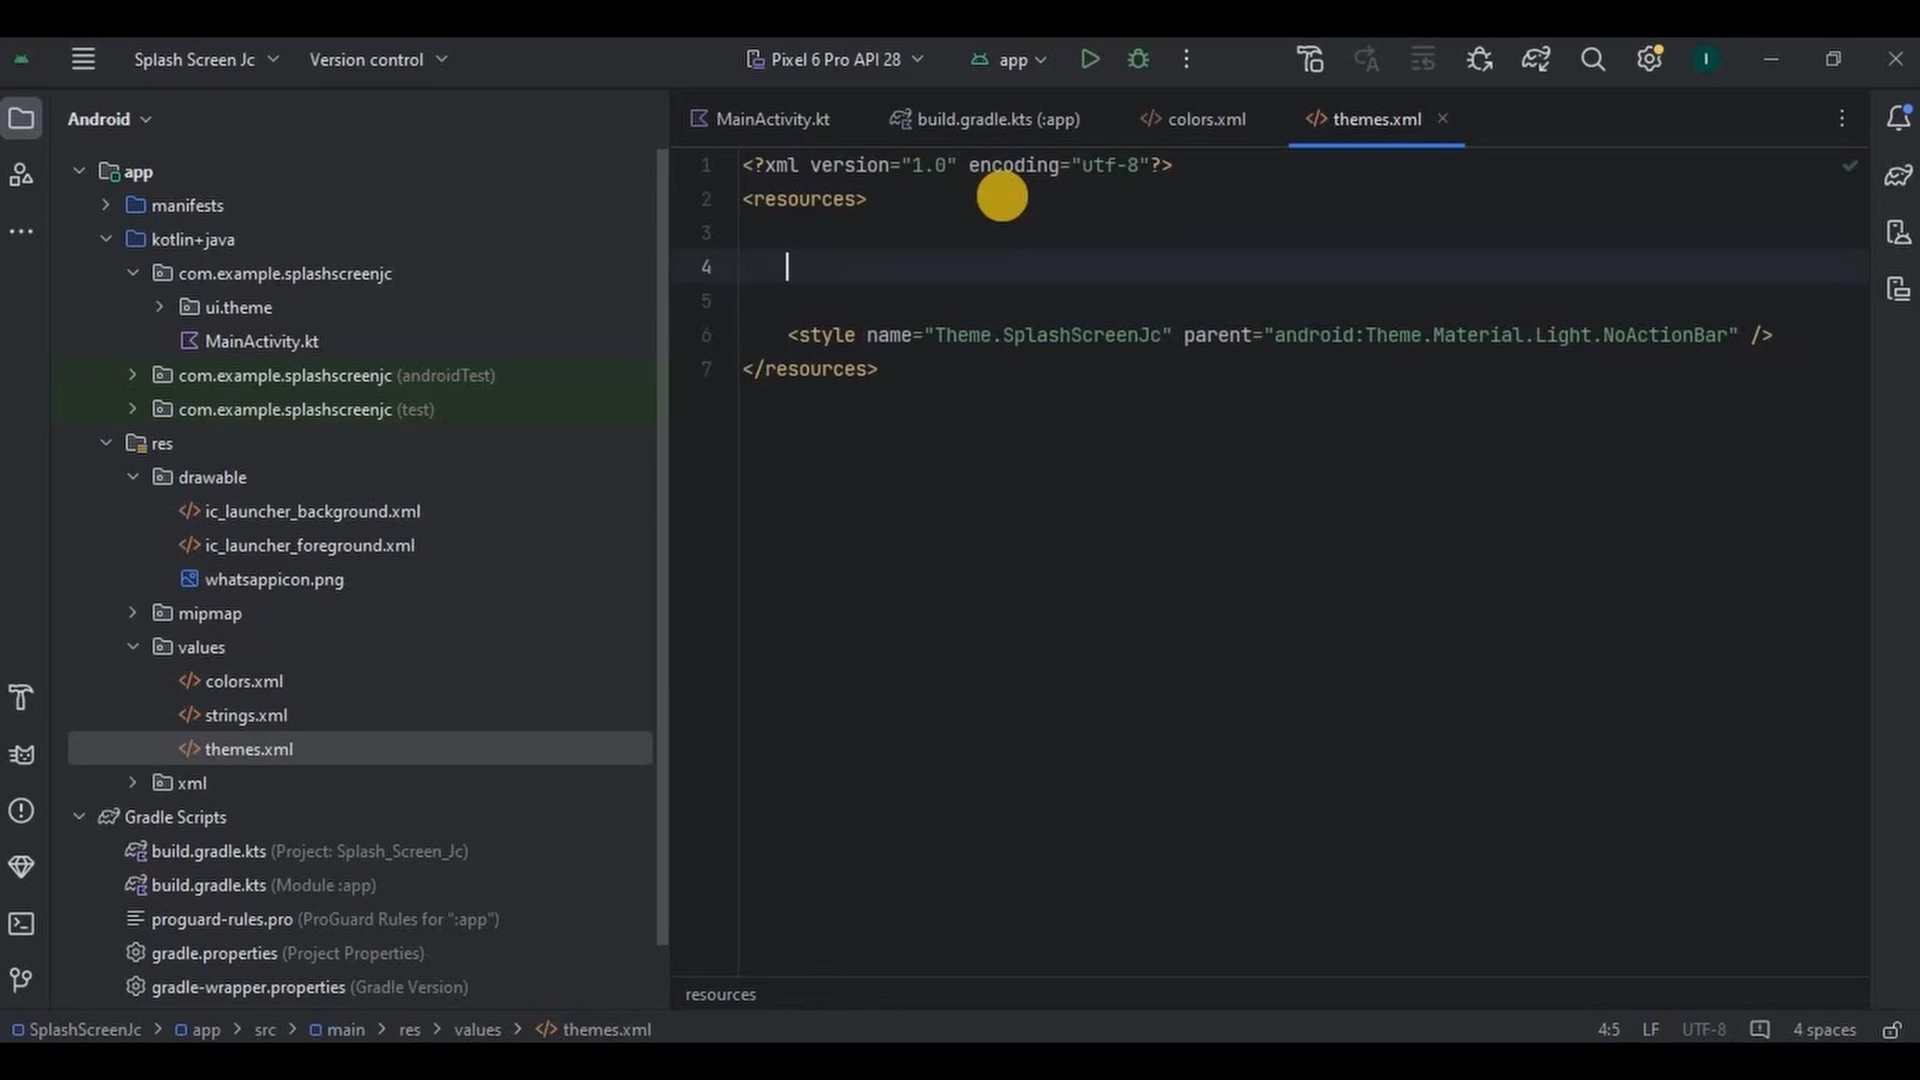 Splash Screen Jc
Version control
Pixel 6 Pro API 28
app
I
Android
MainActivity.kt
build.gradle.kts (:app)
colors.xml
themes.xml
app
manifests
kotlin+java
com.example.splashscreenjc
ui.theme
MainActivity.kt
com.example.splashscreenjc (androidTest)
com.example.splashscreenjc (test)
res
drawable
ic_launcher_background.xml
ic_launcher_foreground.xml
whatsappicon.png
mipmap
values
colors.xml
strings.xml
themes.xml
xml
Gradle Scripts
build.gradle.kts (Project: Splash_Screen_Jc)
build.gradle.kts (Module :app)
proguard-rules.pro (ProGuard Rules for ":app")
gradle.properties (Project Properties)
gradle-wrapper.properties (Gradle Version)
1 <?xml version="1.0" encoding="utf-8"?>
2 <resources>
3
4
5
6 <style name="Theme.SplashScreenJc" parent="android:Theme.Material.Light.NoActionBar" />
7 </resources>
resources
SplashScreenJc > app > src > main > res > values > themes.xml
4:5 LF UTF-8 4 spaces